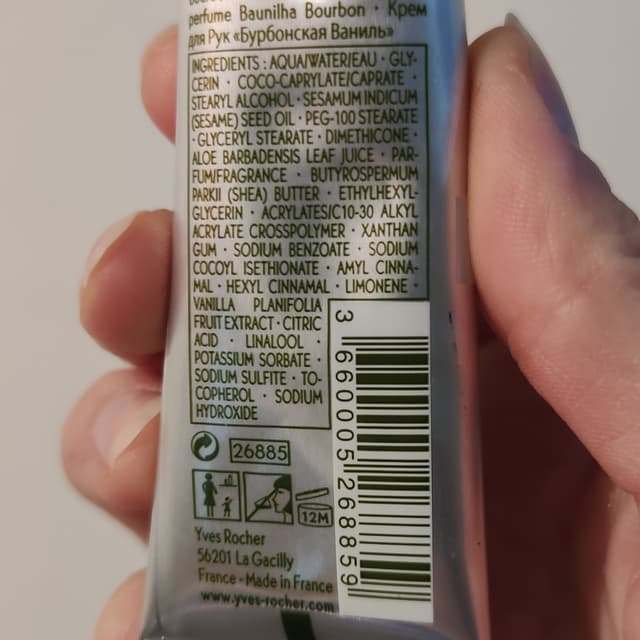 perfume Baunilha Bourbon • Крем
для Рук «Бурбонская Ваниль»
INGREDIENTS : AQUA/WATER/EAU · GLY-
CERIN · COCO-CAPRYLATE/CAPRATE ·
STEARYL ALCOHOL · SESAMUM INDICUM
(SESAME) SEED OIL · PEG-100 STEARATE
· GLYCERYL STEARATE · DIMETHICONE ·
ALOE BARBADENSIS LEAF JUICE · PAR-
FUM/FRAGRANCE · BUTYROSPERMUM
PARKII (SHEA) BUTTER · ETHYLHEXYL-
GLYCERIN · ACRYLATES/C10-30 ALKYL
ACRYLATE CROSSPOLYMER · XANTHAN
GUM · SODIUM BENZOATE · SODIUM
COCOYL ISETHIONATE · AMYL CINNA-
MAL · HEXYL CINNAMAL · LIMONENE ·
VANILLA PLANIFOLIA
FRUIT EXTRACT · CITRIC
ACID · LINALOOL ·
POTASSIUM SORBATE ·
SODIUM SULFITE · TO-
COPHEROL · SODIUM
HYDROXIDE
26885
12M
Yves Rocher
56201 La Gacilly
France - Made in France
www.yves-rocher.com
3 660005 268859